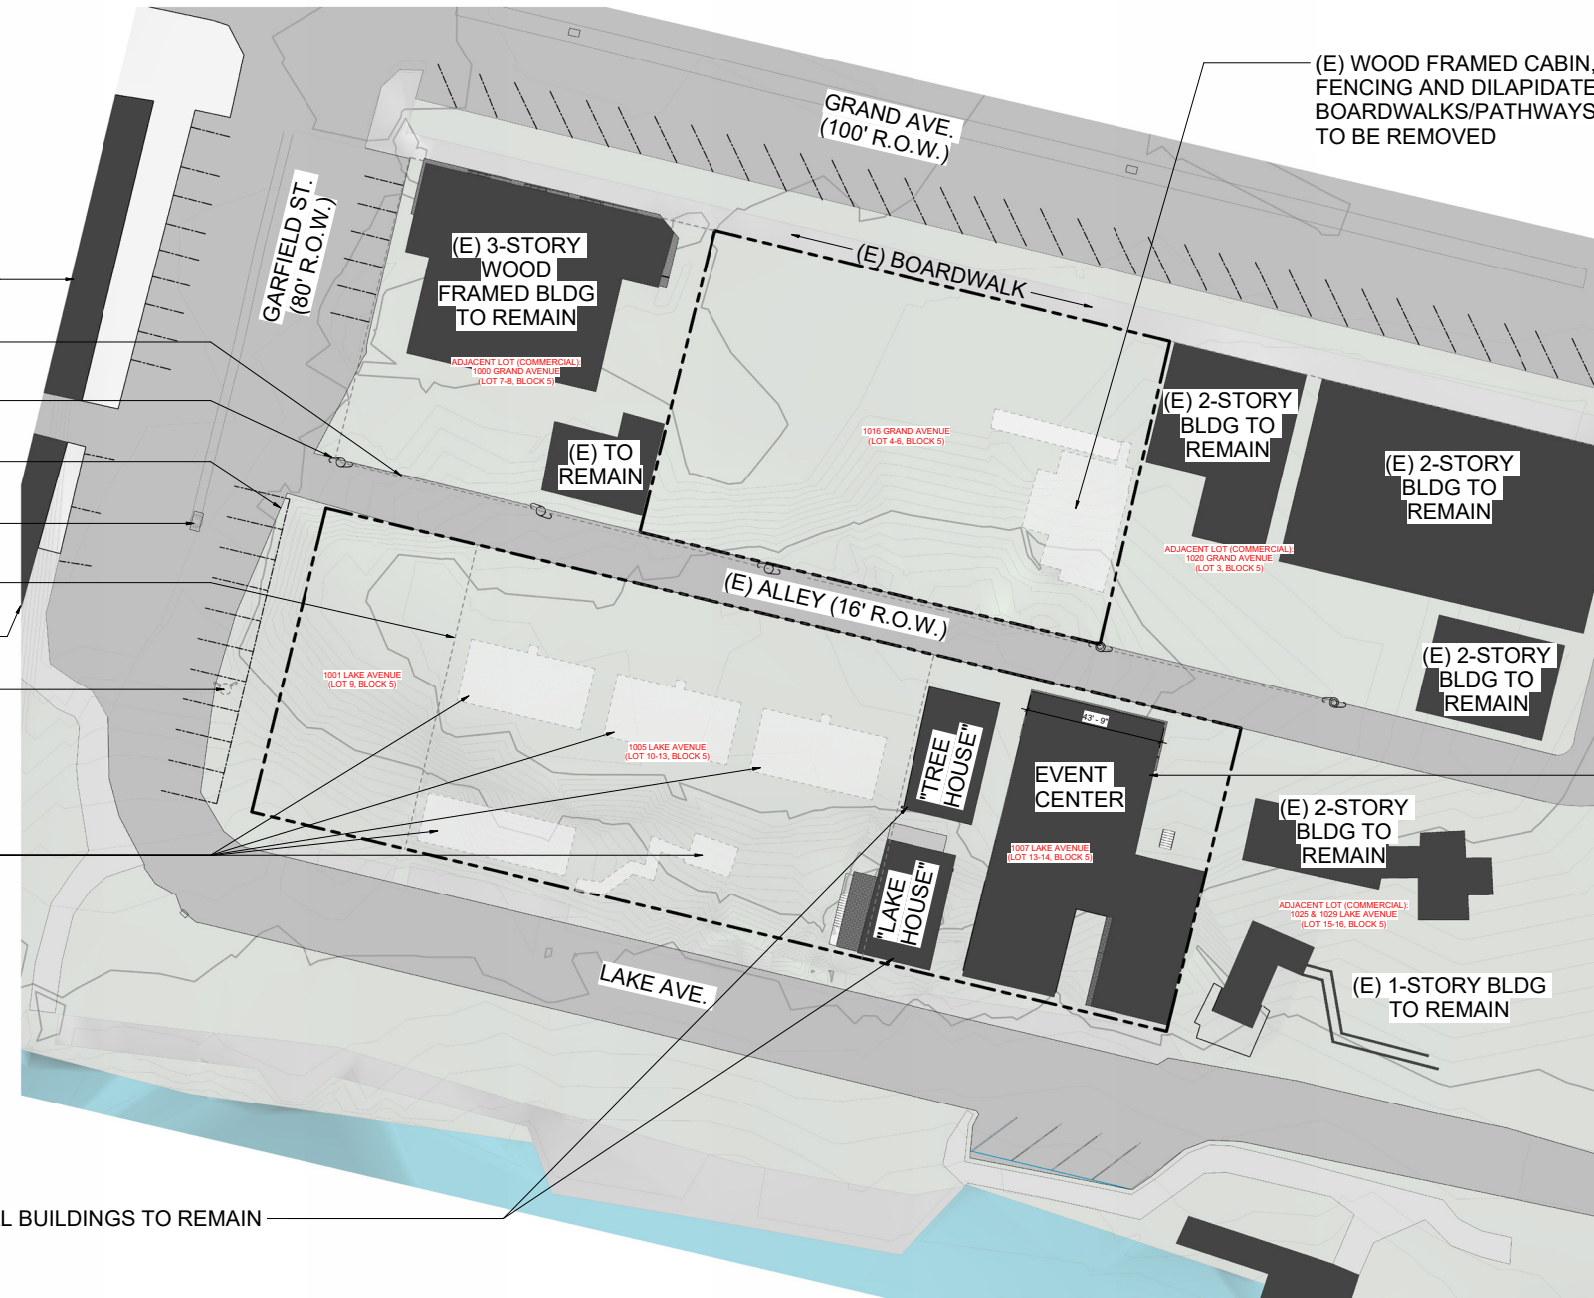 (E) WOOD FRAMED CABIN,
FENCING AND DILAPIDATE
BOARDWALKS/PATHWAYS
TO BE REMOVED
GRAND AVE.
(100' R.O.W.)
GARFIELD ST.
(80' R.O.W.)
(E) 3-STORY
WOOD
FRAMED BLDG
TO REMAIN
ADJACENT LOT (COMMERCIAL):
1000 GRAND AVENUE
(LOT 7-8, BLOCK 5)
(E) BOARDWALK
1016 GRAND AVENUE
(LOT 4-6, BLOCK 5)
(E) TO
REMAIN
(E) 2-STORY
BLDG TO
REMAIN
(E) 2-STORY
BLDG TO
REMAIN
ADJACENT LOT (COMMERCIAL):
1020 GRAND AVENUE
(LOT 3, BLOCK 5)
(E) ALLEY (16' R.O.W.)
(E) 2-STORY
BLDG TO
REMAIN
1001 LAKE AVENUE
(LOT 9, BLOCK 5)
1005 LAKE AVENUE
(LOT 10-13, BLOCK 5)
"TREE
HOUSE"
43' - 9"
EVENT
CENTER
1007 LAKE AVENUE
(LOT 13-14, BLOCK 5)
"LAKE
HOUSE"
(E) 2-STORY
BLDG TO
REMAIN
ADJACENT LOT (COMMERCIAL):
1025 & 1029 LAKE AVENUE
(LOT 15-16, BLOCK 5)
(E) 1-STORY BLDG
TO REMAIN
LAKE AVE.
L BUILDINGS TO REMAIN